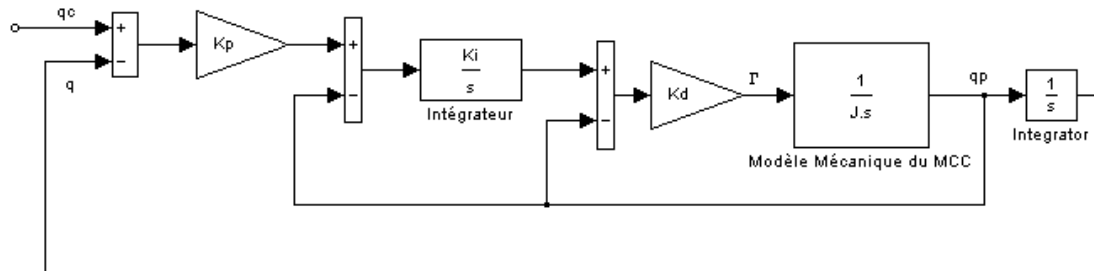 qc
+
−
q
Kp
+
−
Ki
s
Intégrateur
+
−
Kd
Γ
1
J.s
Modèle Mécanique du MCC
qp
1
s
Integrator